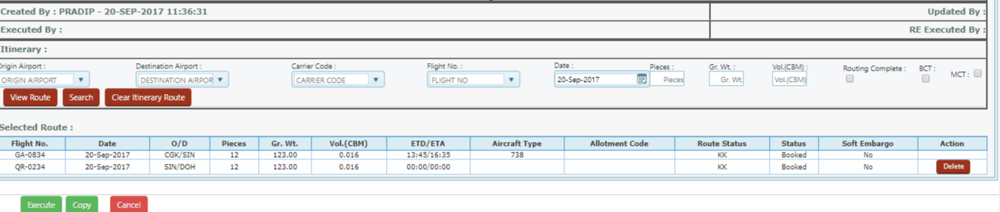 Created By : PRADIP - 20-SEP-2017 11:36:31 Updated By :
Executed By : RE Executed By :
Itinerary :
Origin Airport : Destination Airport : Carrier Code : Flight No. : Date : Pieces : Gr. Wt. : Vol.(CBM) : Routing Complete : BCT : MCT :
ORIGIN AIRPORT DESTINATION AIRPOR CARRIER CODE FLIGHT NO 20-Sep-2017 Pieces Gr. Wt. Vol.(CBM)
View Route Search Clear Itinerary Route
Selected Route :
Flight No. Date O/D Pieces Gr. Wt. Vol.(CBM) ETD/ETA Aircraft Type Allotment Code Route Status Status Soft Embargo Action
GA-0834 20-Sep-2017 CGK/SIN 12 123.00 0.016 13:45/16:35 738 KK Booked No
QR-0234 20-Sep-2017 SIN/DOH 12 123.00 0.016 00:00/00:00 KK Booked No Delete
Execute Copy Cancel